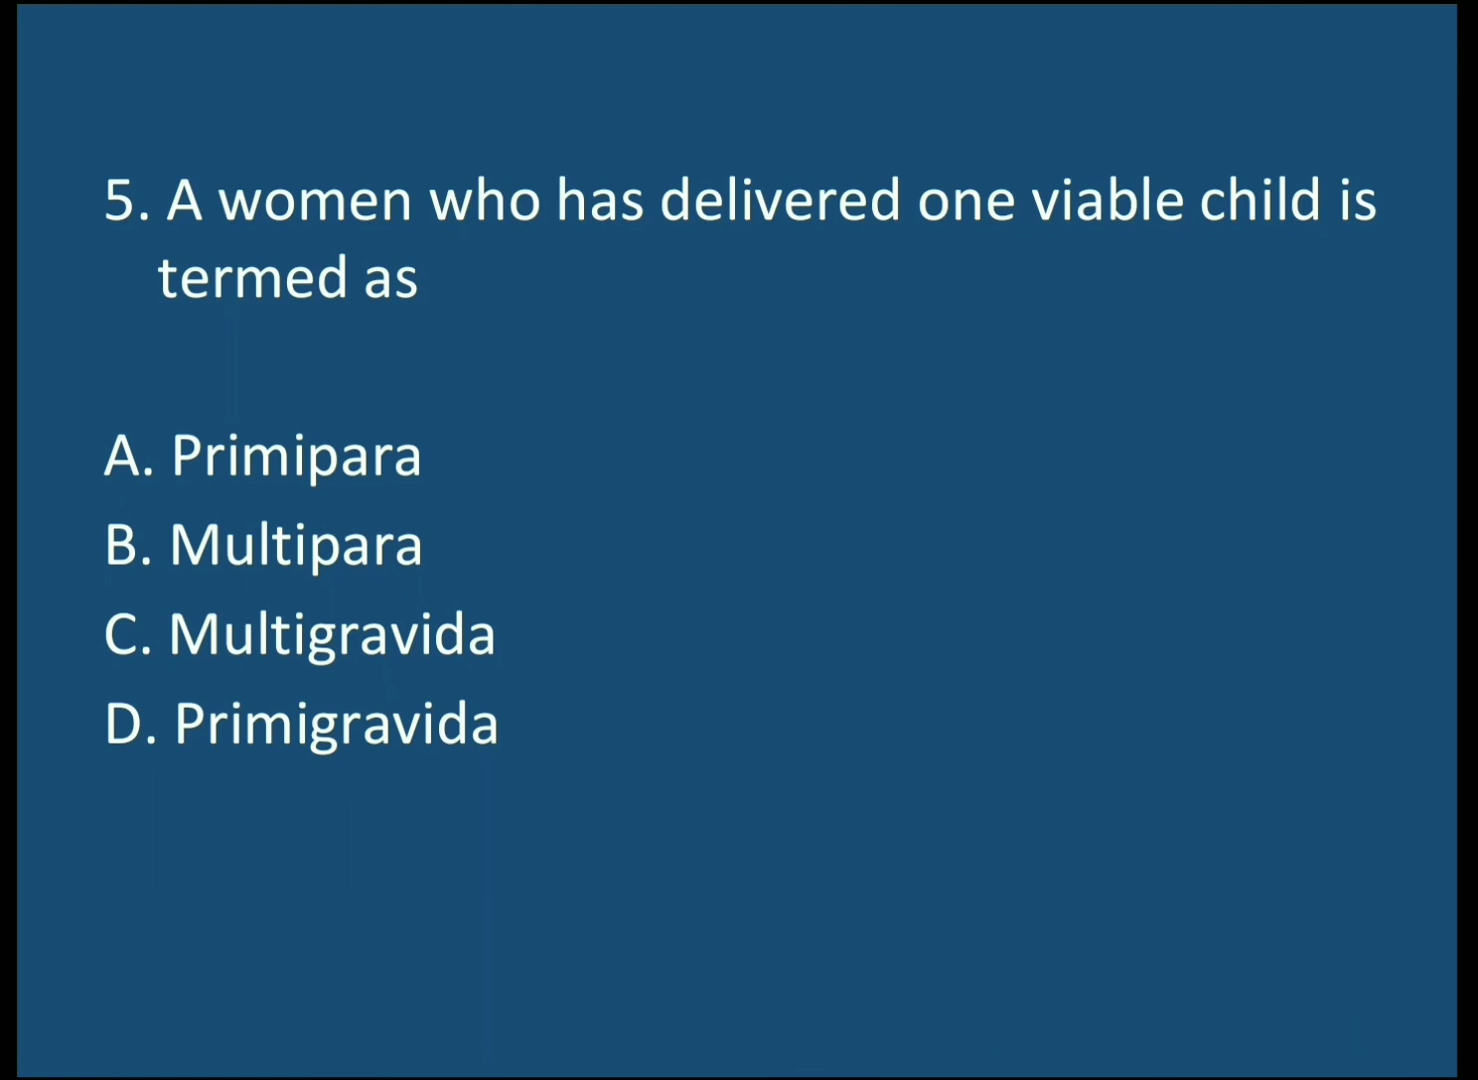 5. A women who has delivered one viable child is
termed as
A. Primipara
B. Multipara
C. Multigravida
D. Primigravida